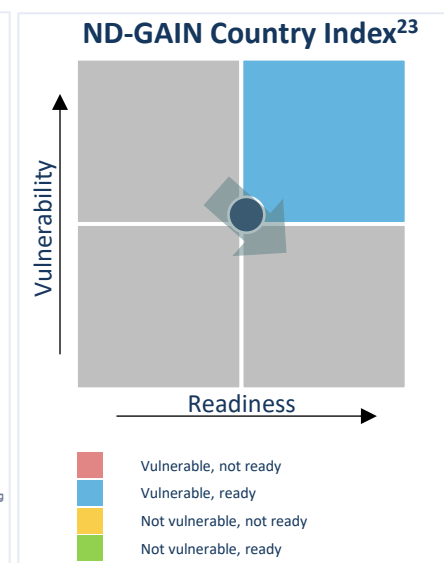 ND-GAIN Country Index23
Vulnerability
Readiness
Vulnerable, not ready
Vulnerable, ready
Not vulnerable, not ready
Not vulnerable, ready
g